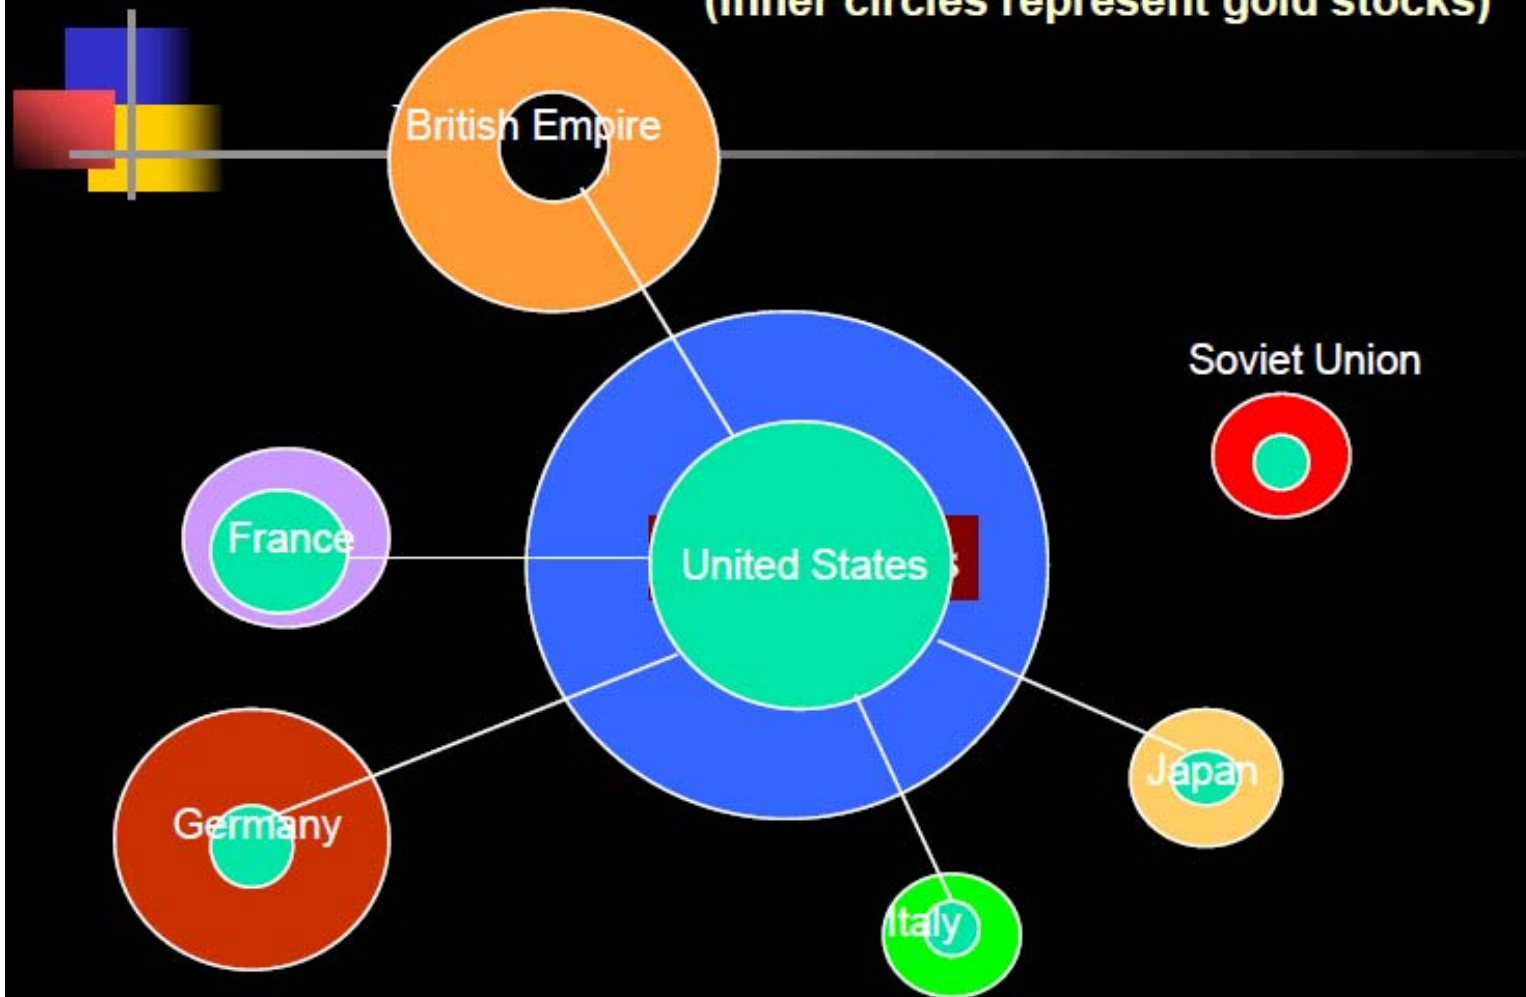 (Inner circles represent gold stocks)
British Empire
Soviet Union
France
United States
Japan
Germany
Italy